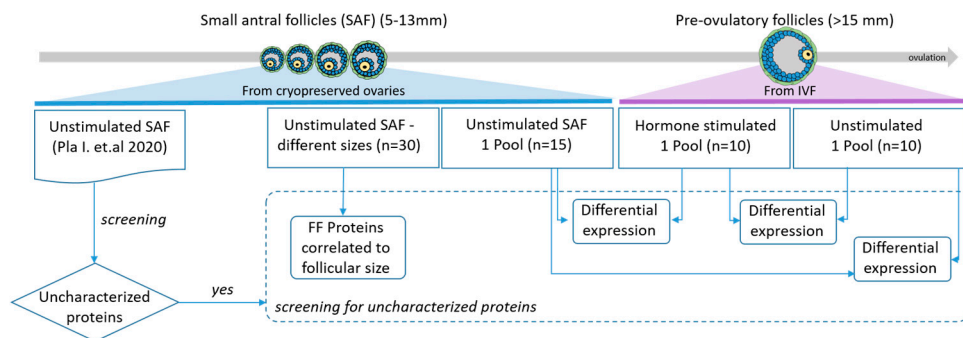 Small antral follicles (SAF) (5-13mm)
Pre-ovulatory follicles (>15 mm)
ovulation
From cryopreserved ovaries
From IVF
Unstimulated SAF
(Pla I. et.al 2020)
Unstimulated SAF -
different sizes (n=30)
Unstimulated SAF
1 Pool (n=15)
Hormone stimulated
1 Pool (n=10)
Unstimulated
1 Pool (n=10)
screening
FF Proteins
correlated to
follicular size
Differential
expression
Differential
expression
Differential
expression
Uncharacterized
proteins
yes
screening for uncharacterized proteins